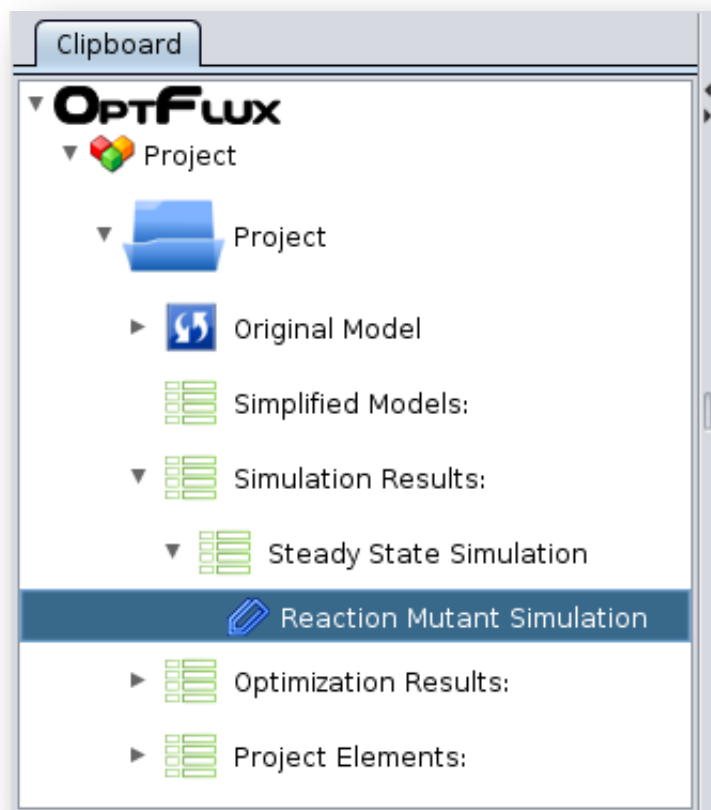 Clipboard
OptFlux
Project
Project
Original Model
Simplified Models:
Simulation Results:
Steady State Simulation
Reaction Mutant Simulation
Optimization Results:
Project Elements: